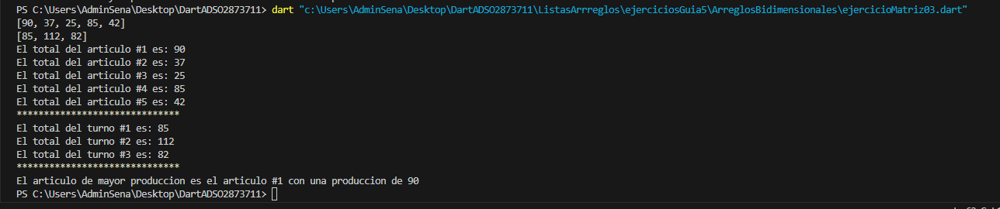 PS C:\Users\AdminSena\Desktop\DartADSO2873711> dart "c:\Users\AdminSena\Desktop\DartADSO2873711\ListasArrreglos\ejerciciosGuia5\ArreglosBidimensionales\ejercicioMatriz03.dart"
[90, 37, 25, 85, 42]
[85, 112, 82]
El total del articulo #1 es: 90
El total del articulo #2 es: 37
El total del articulo #3 es: 25
El total del articulo #4 es: 85
El total del articulo #5 es: 42
******************************
El total del turno #1 es: 85
El total del turno #2 es: 112
El total del turno #3 es: 82
******************************
El articulo de mayor produccion es el articulo #1 con una produccion de 90
PS C:\Users\AdminSena\Desktop\DartADSO2873711>